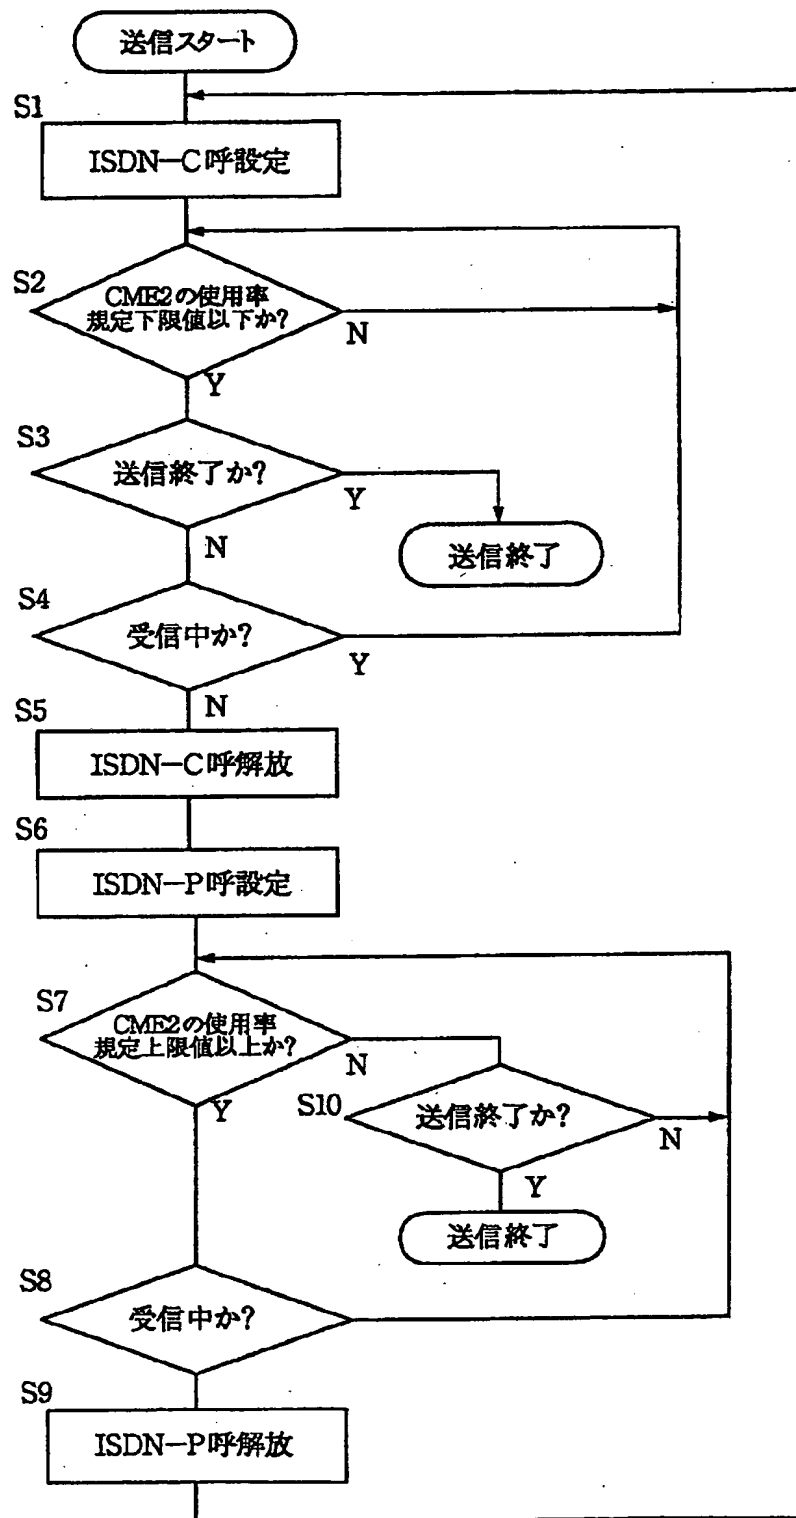 送信スタート
S1
ISDN-C呼設定
S2
CME2の使用率
規定下限値以下か?
N
Y
S3
送信終了か?
Y
N
送信終了
S4
受信中か?
Y
N
S5
ISDN-C呼解放
S6
ISDN-P呼設定
S7
CME2の使用率
規定上限値以上か?
N
Y
S10
送信終了か?
N
Y
送信終了
S8
受信中か?
S9
ISDN-P呼解放